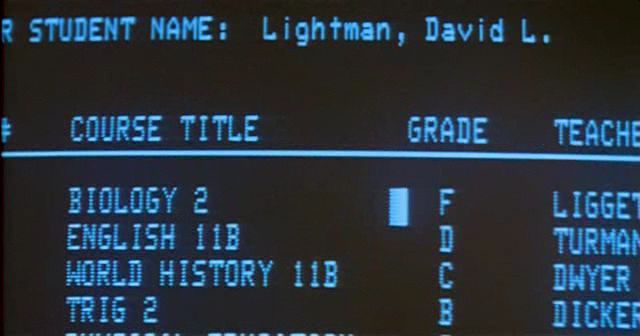 R STUDENT NAME: Lightman, David L.
# COURSE TITLE GRADE TEACHE
BIOLOGY 2 F LIGGET
ENGLISH 11B D TURMAN
WORLD HISTORY 11B C DWYER
TRIG 2 B DICKE